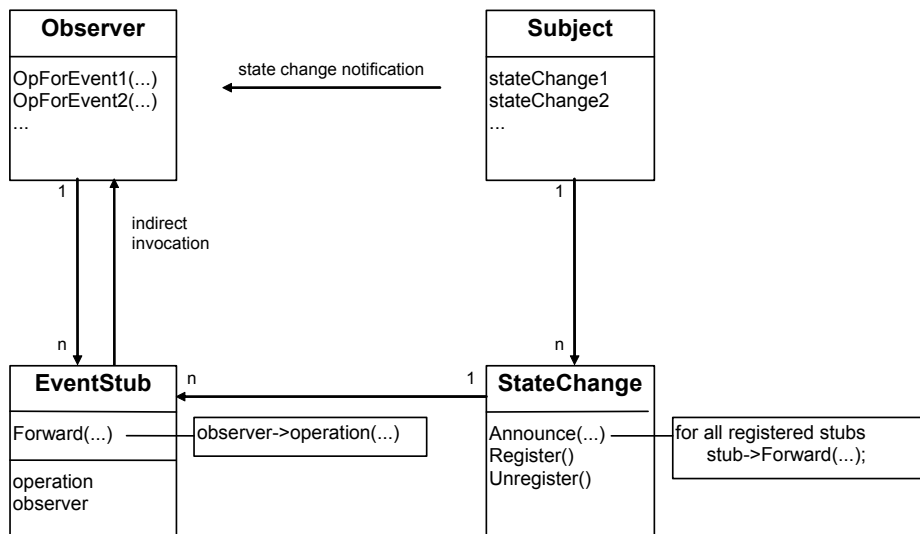 Observer
OpForEvent1(...)
OpForEvent2(...)
...
state change notification
Subject
stateChange1
stateChange2
...
1
indirect
invocation
n
1
n
EventStub
Forward(...)
operation
observer
observer->operation(...)
n
1
StateChange
Announce(...)
Register()
Unregister()
for all registered stubs
stub->Forward(...);